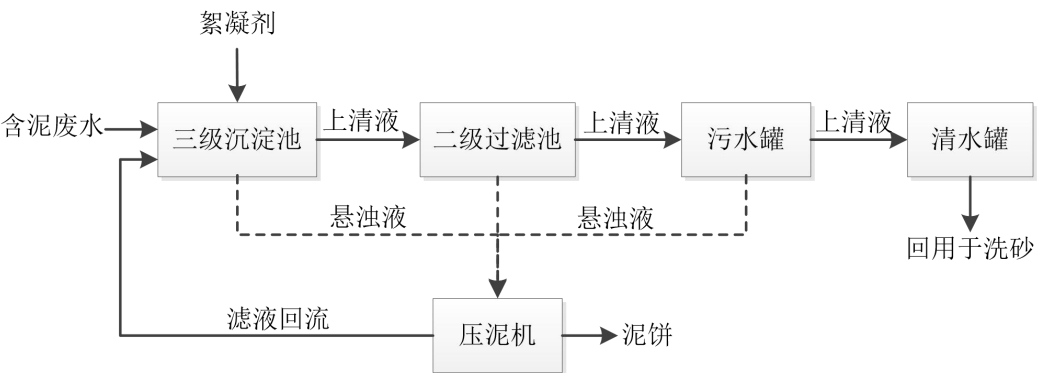 絮凝剂
含泥废水
三级沉淀池
上清液
二级过滤池
上清液
污水罐
上清液
清水罐
悬浊液
悬浊液
回用于洗砂
滤液回流
压泥机
泥饼